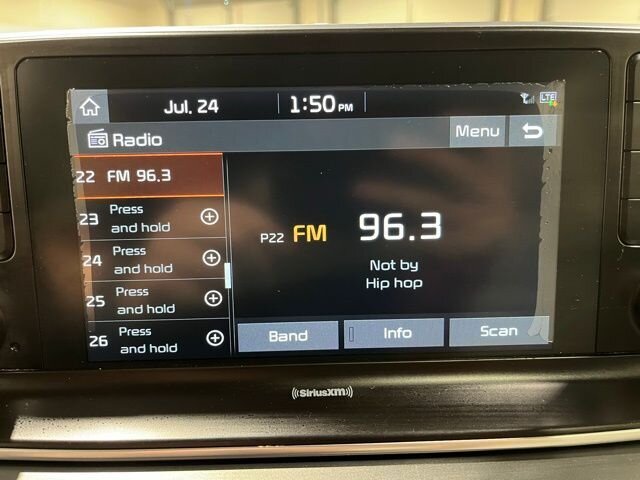 Jul. 24
1:50 PM
LTE
Radio
Menu
22 FM 96.3
23 Press
and hold
24 Press
and hold
25 Press
and hold
26 Press
and hold
P22 FM 96.3
Not by
Hip hop
Band
Info
Scan
((SiriusXM))